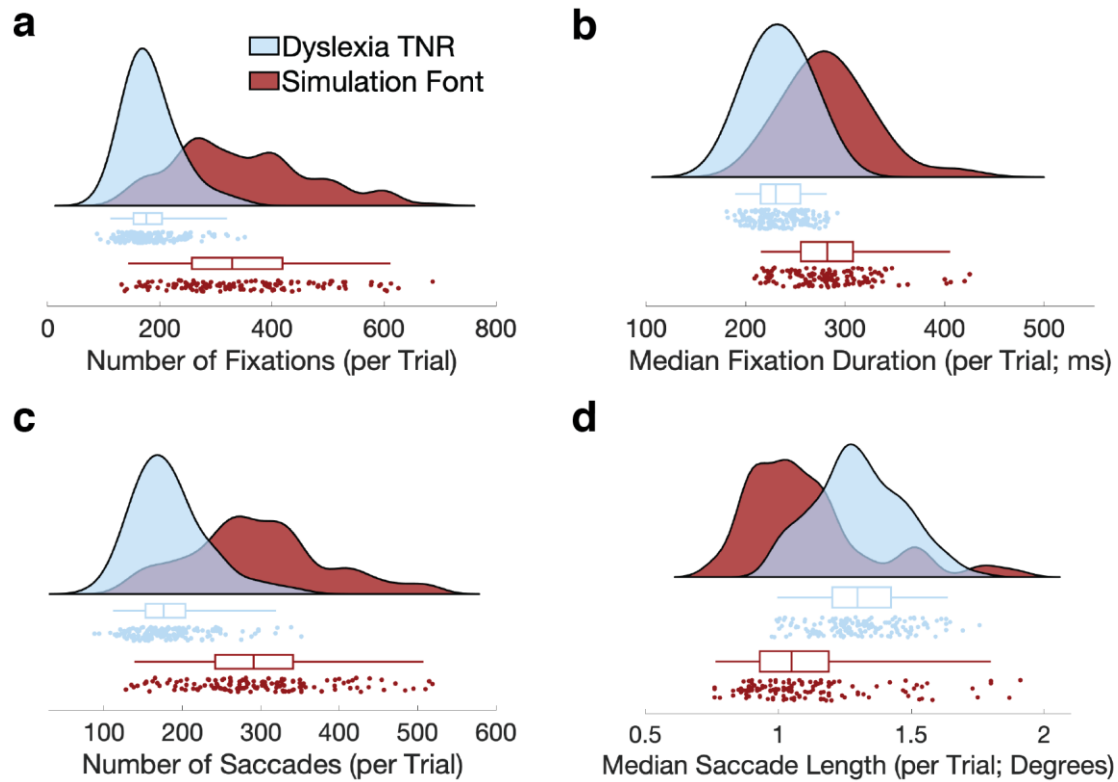 a
Dyslexia TNR
Simulation Font
0 200 400 600 800
Number of Fixations (per Trial)
b
100 200 300 400 500
Median Fixation Duration (per Trial; ms)
c
100 200 300 400 500 600
Number of Saccades (per Trial)
d
0.5 1 1.5 2
Median Saccade Length (per Trial; Degrees)